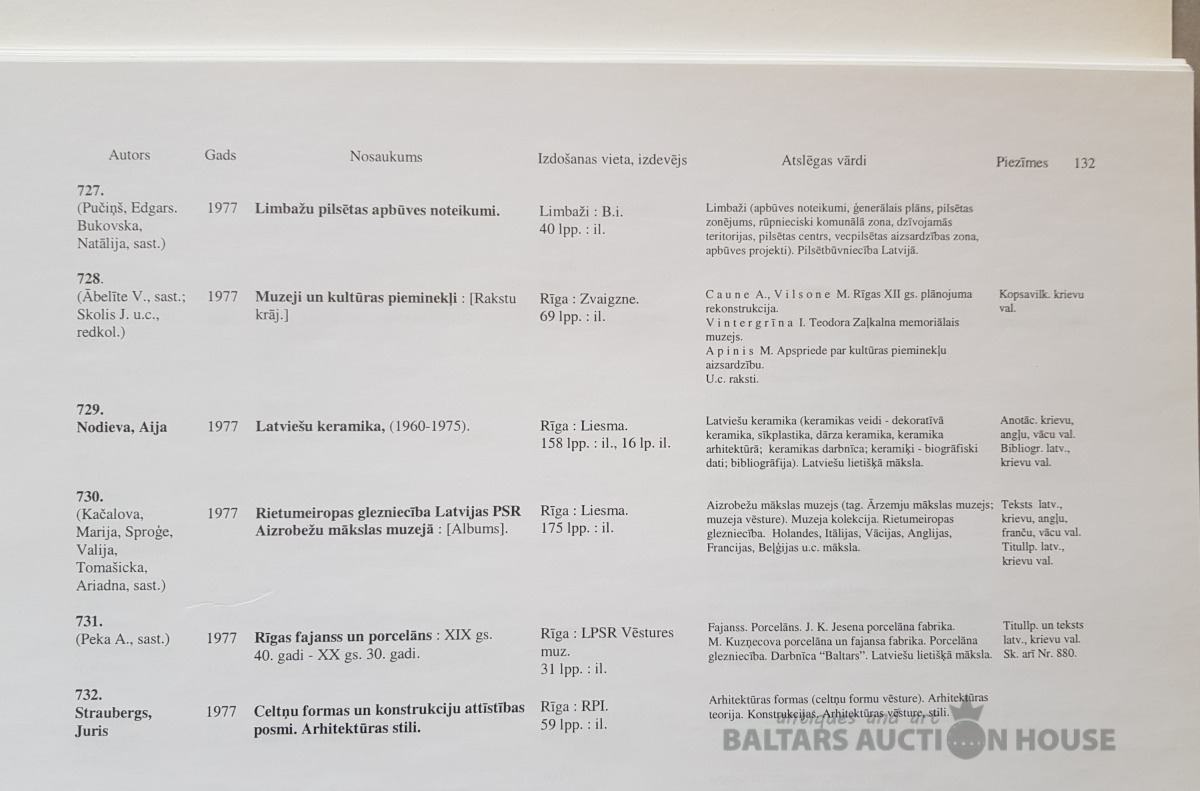 Autors Gads Nosaukums Izdošanas vieta, izdevējs Atslēgas vārdi Piezīmes 132
727.
(Pučiņš, Edgars.
Bukovska,
Natālija, sast.)
1977
Limbažu pilsētas apbūves noteikumi.
Limbaži : B.i.
40 lpp. : il.
Limbaži (apbūves noteikumi, ģenerālais plāns, pilsētas
zonējums, rūpnieciski komunālā zona, dzīvojamās
teritorijas, pilsētas centrs, vecpilsētas aizsardzības zona,
apbūves projekti). Pilsētbūvniecība Latvijā.
728.
(Ābelīte V., sast.;
Skolis J. u.c.,
redkol.)
1977
Muzeji un kultūras pieminekļi : [Rakstu
krāj.]
Rīga : Zvaigzne.
69 lpp. : il.
C a u n e A., V i l s o n e M. Rīgas XII gs. plānojuma
rekonstrukcija.
V i n t e r g r ī n a I. Teodora Zaļkalna memoriālais
muzejs.
A p i n i s M. Apspriede par kultūras pieminekļu
aizsardzību.
U.c. raksti.
Kopsavilk. krievu
val.
729.
Nodieva, Aija
1977
Latviešu keramika, (1960-1975).
Rīga : Liesma.
158 lpp. : il., 16 lp. il.
Latviešu keramika (keramikas veidi - dekoratīvā
keramika, sīkplastika, dārza keramika, keramika
arhitektūrā; keramikas darbnīca; keramiķi - biogrāfiski
dati; bibliogrāfija). Latviešu lietišķā māksla.
Anotāc. krievu,
angļu, vācu val.
Bibliogr. latv.,
krievu val.
730.
(Kačalova,
Marija, Sproģe,
Valija,
Tomašicka,
Ariadna, sast.)
1977
Rietumeiropas glezniecība Latvijas PSR
Aizrobežu mākslas muzejā : [Albums].
Rīga : Liesma.
175 lpp. : il.
Aizrobežu mākslas muzejs (tag. Ārzemju mākslas muzejs;
muzeja vēsture). Muzeja kolekcija. Rietumeiropas
glezniecība. Holandes, Itālijas, Vācijas, Anglijas,
Francijas, Beļģijas u.c. māksla.
Teksts latv.,
krievu, angļu,
franču, vācu val.
Titullp. latv.,
krievu val.
731.
(Peka A., sast.)
1977
Rīgas fajanss un porcelāns : XIX gs.
40. gadi - XX gs. 30. gadi.
Rīga : LPSR Vēstures
muz.
31 lpp. : il.
Fajanss. Porcelāns. J. K. Jesena porcelāna fabrika.
M. Kuzņecova porcelāna un fajansa fabrika. Porcelāna
glezniecība. Darbnīca “Baltars”. Latviešu lietišķā māksla.
Titullp. un teksts
latv., krievu val.
Sk. arī Nr. 880.
732.
Straubergs,
Juris
1977
Celtņu formas un konstrukciju attīstības
posmi. Arhitektūras stili.
Rīga : RPI.
59 lpp. : il.
Arhitektūras formas (celtņu formu vēsture). Arhitektūras
teorija. Konstrukcijas. Arhitektūras vēsture, stili.
antiques and art
BALTARS AUCTION HOUSE